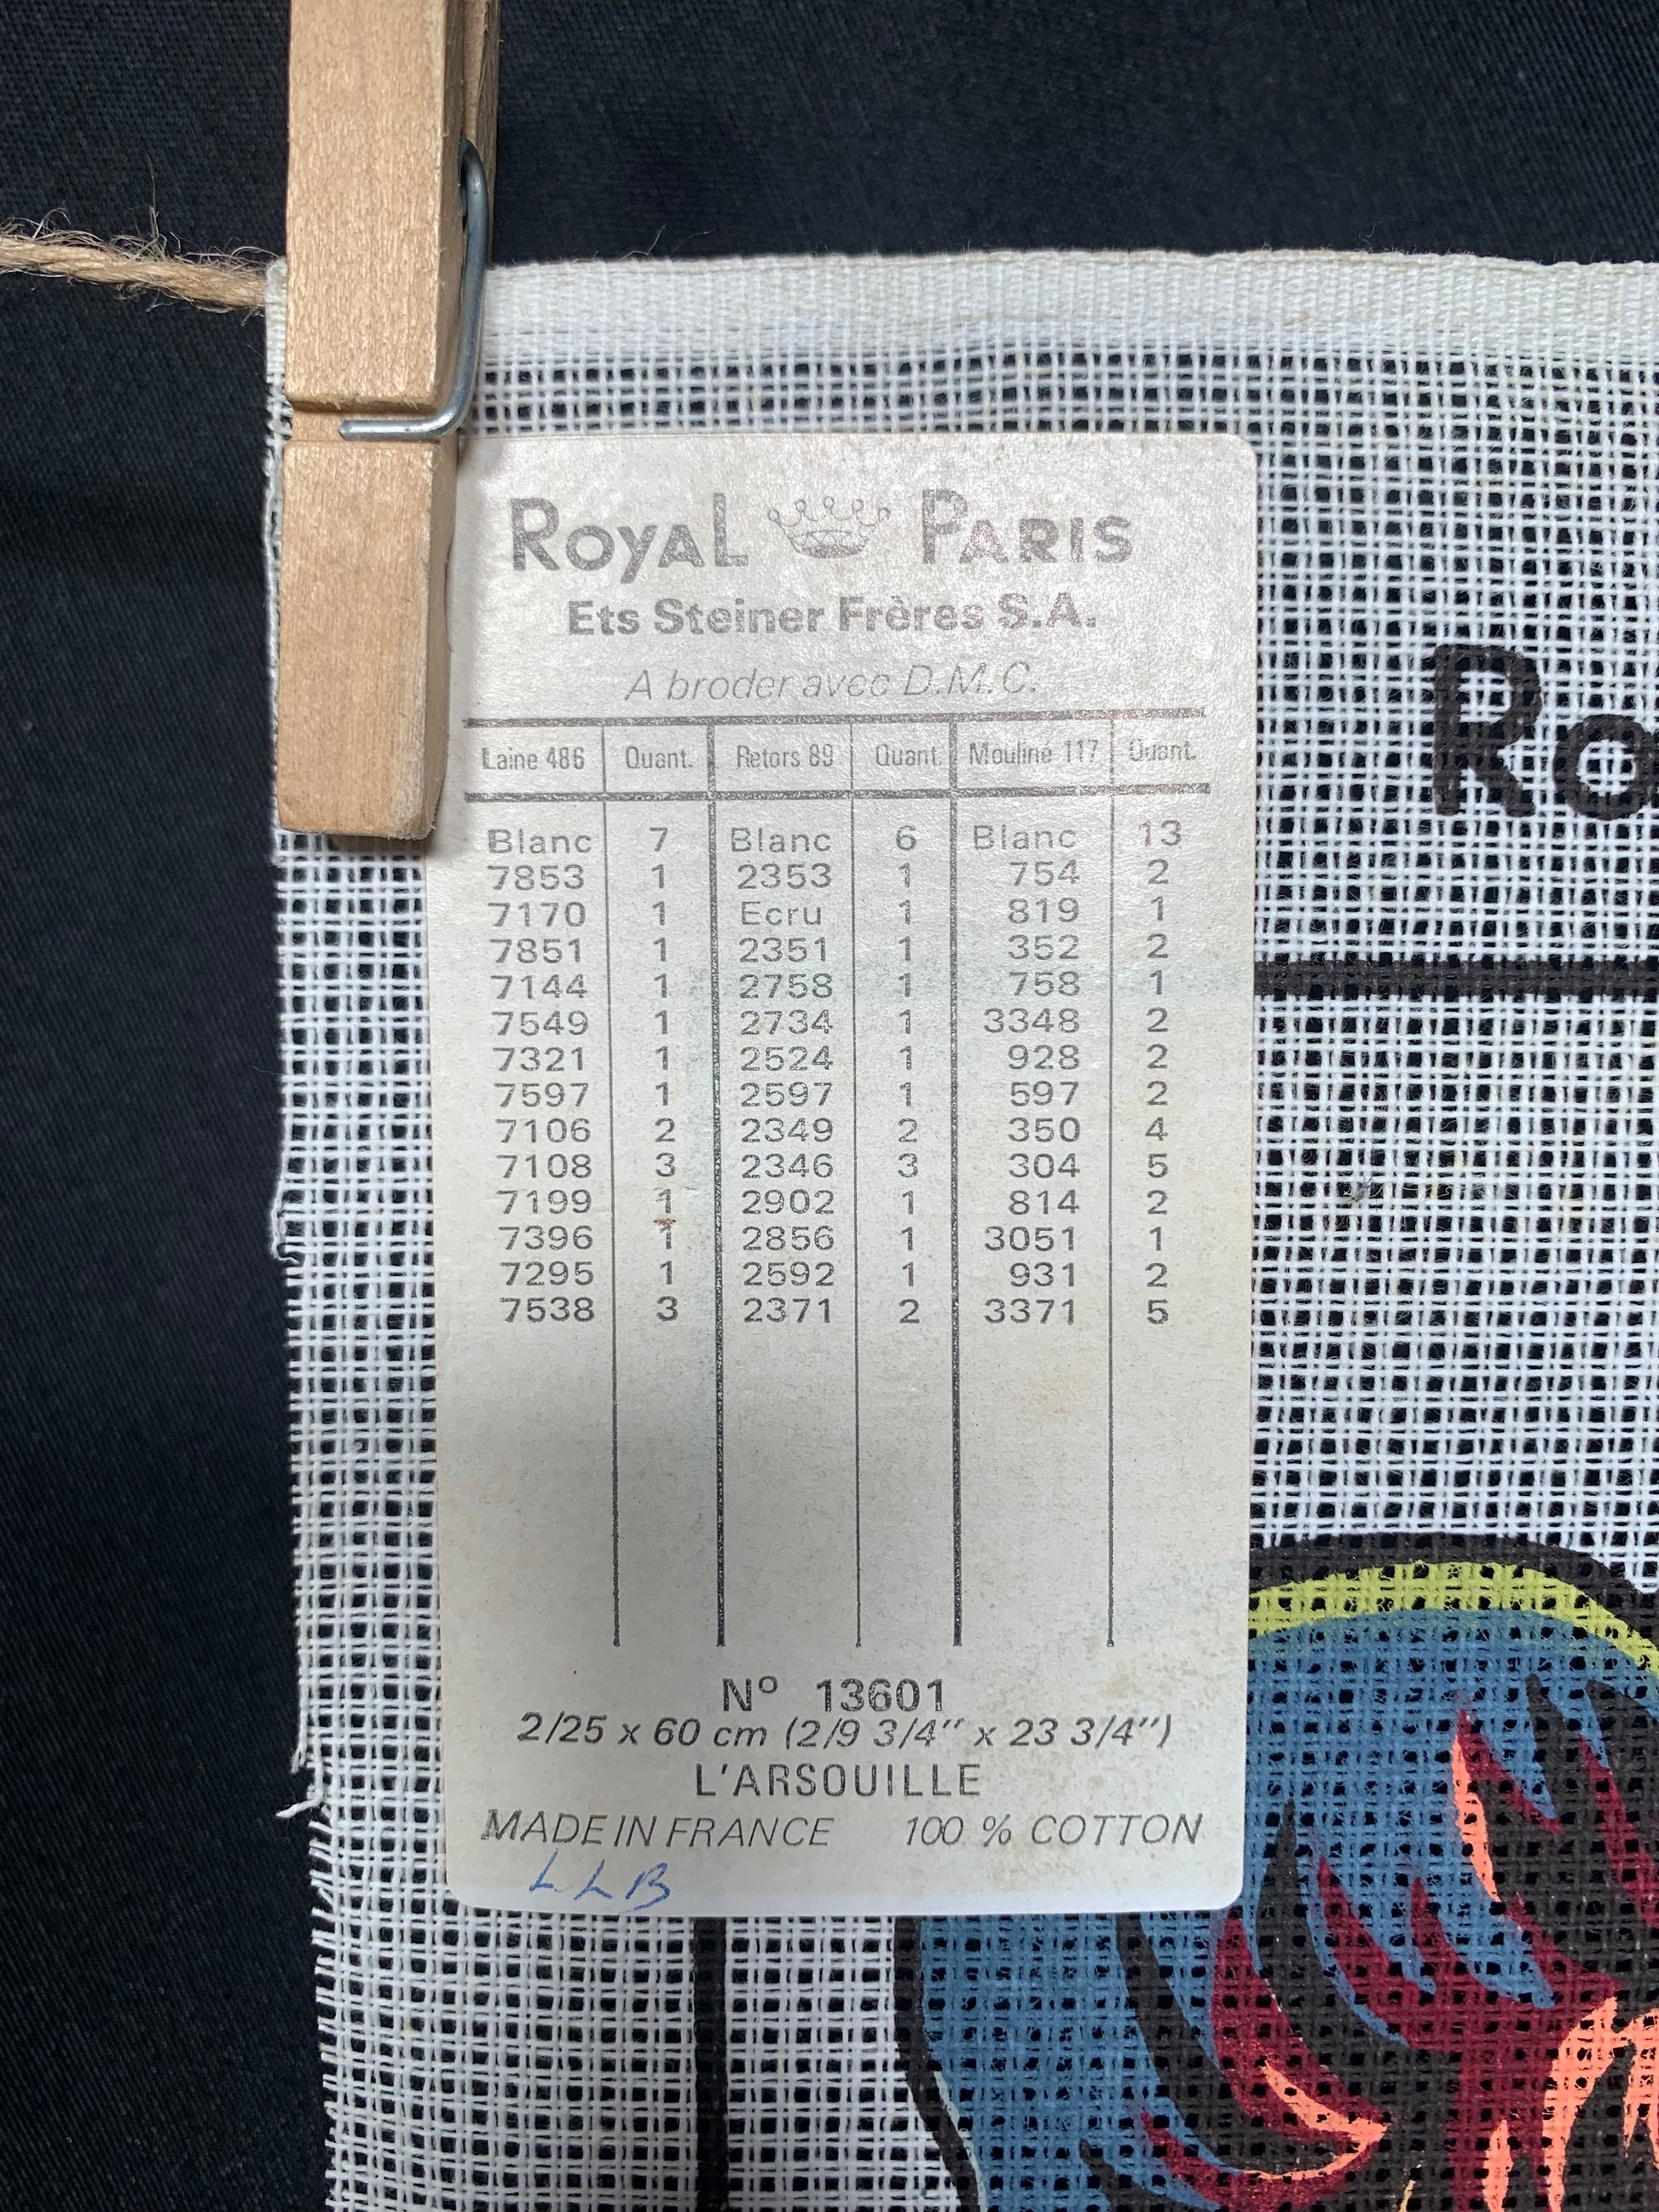 Royal Paris
Ets Steiner Frères S.A.
A broder avec D.M.C.
Laine 486 Quant. Retors 89 Quant. Mouliné 117 Quant.
Blanc 7 Blanc 6 Blanc 13
7853 1 2353 1 754 2
7170 1 Ecru 1 819 1
7851 1 2351 1 352 2
7144 1 2758 1 758 1
7549 1 2734 1 3348 2
7321 1 2524 1 928 2
7597 1 2597 1 597 2
7106 2 2349 2 350 4
7108 3 2346 3 304 5
7199 1 2902 1 814 2
7396 1 2856 1 3051 1
7295 1 2592 1 931 2
7538 3 2371 2 3371 5
Nº 13601
2/25 x 60 cm (2/9 3/4" x 23 3/4")
L'ARSOUILLE
MADE IN FRANCE 100 % COTTON
LLB
Ro